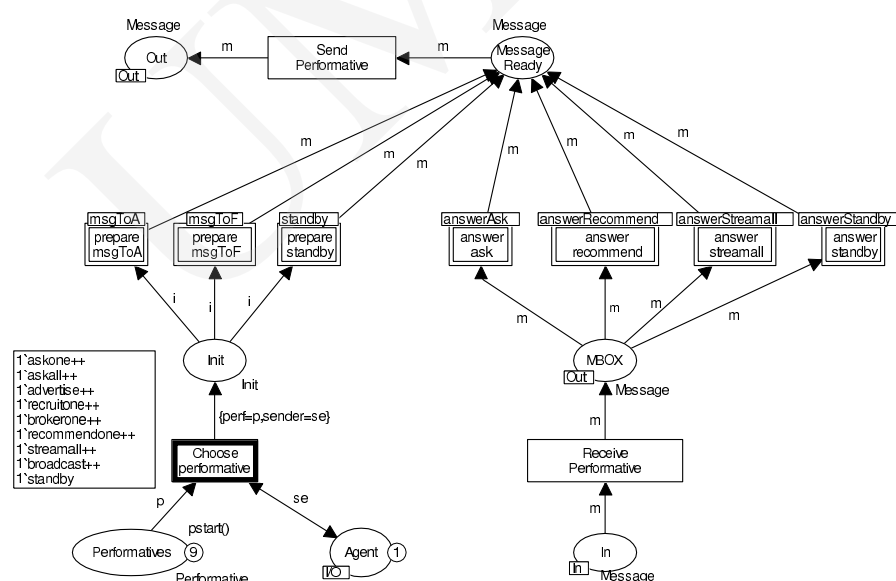 Message
Out
Out
m
Send
Performative
m
Message
Message
Ready
m
m
m
m
m
m
m
msgToA
prepare
msgToA
msgToF
prepare
msgToF
standby
prepare
standby
answerAsk
answer
ask
answerRecommend
answer
recommend
answerStreamall
answer
streamall
answerStandby
answer
standby
i
i
i
m
m
m
m
Init
Init
MBOX
Out
Message
1`askone++
1`askall++
1`advertise++
1`recruitone++
1`brokerone++
1`recommendone++
1`streamall++
1`broadcast++
1`standby
{perf=p,sender=se}
m
Choose
performative
Receive
Performative
p
se
m
pstart()
Performatives
9
Performative
Agent
1
I/O
In
In
Message